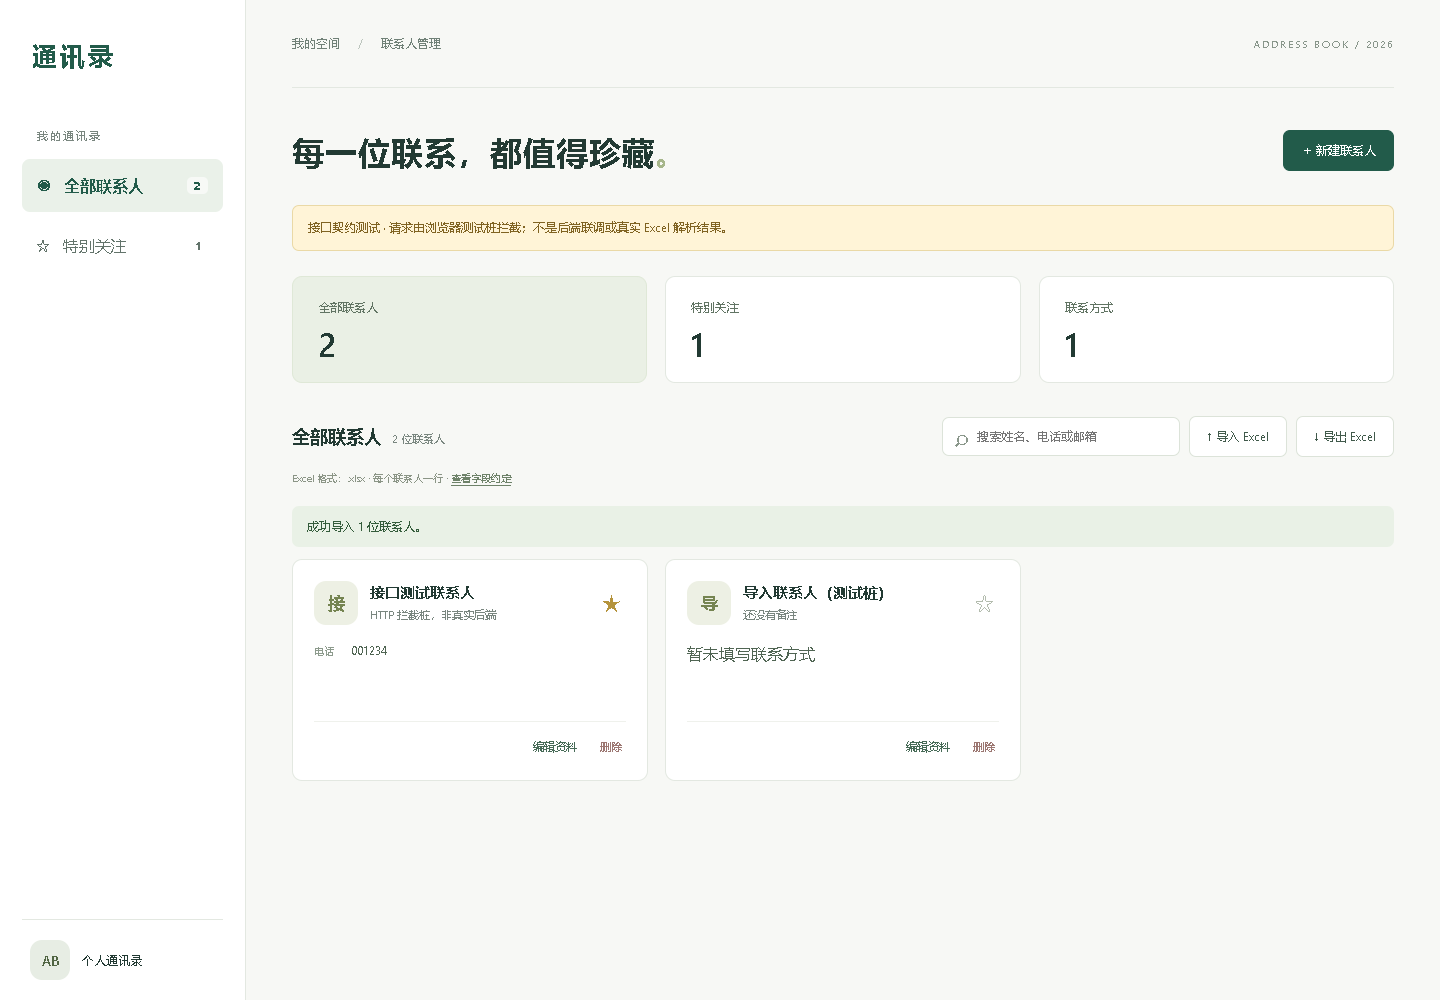 通讯录
我的通讯录
全部联系人 2
☆ 特别关注 1
AB 个人通讯录
我的空间 / 联系人管理
ADDRESS BOOK / 2026
每一位联系，都值得珍藏。
+ 新建联系人
接口契约测试 · 请求由浏览器测试桩拦截；不是后端联调或真实 Excel 解析结果。
全部联系人
2
特别关注
1
联系方式
1
全部联系人 2 位联系人
搜索姓名、电话或邮箱
↑ 导入 Excel
↓ 导出 Excel
Excel 格式：.xlsx · 每个联系人一行 · 查看字段约定
成功导入 1 位联系人。
接 接口测试联系人 ★
HTTP 拦截桩，非真实后端
电话 001234
编辑资料 删除
导 导入联系人（测试桩） ☆
还没有备注
暂未填写联系方式
编辑资料 删除